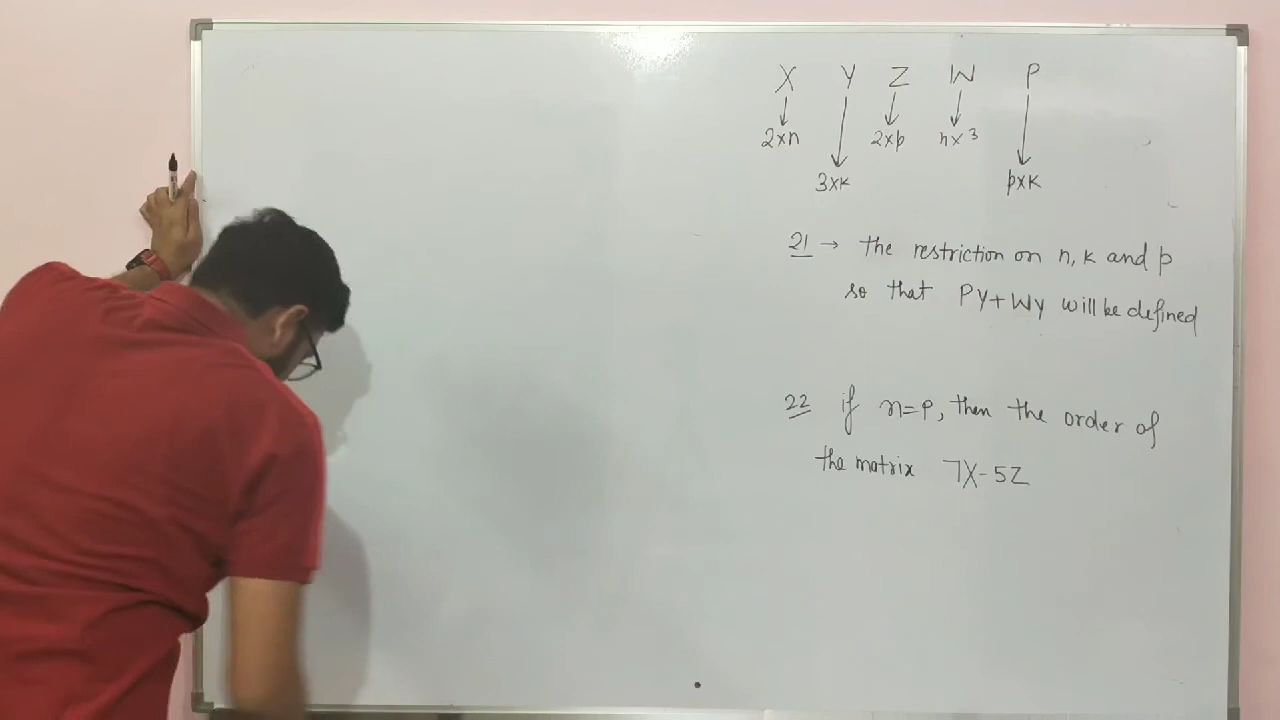 X Y Z W P
2×n 2×p n×3
3×k p×k
21 → the restriction on n, k and p
so that PY+WY will be defined
22 if n=p, then the order of
the matrix 7X-5Z